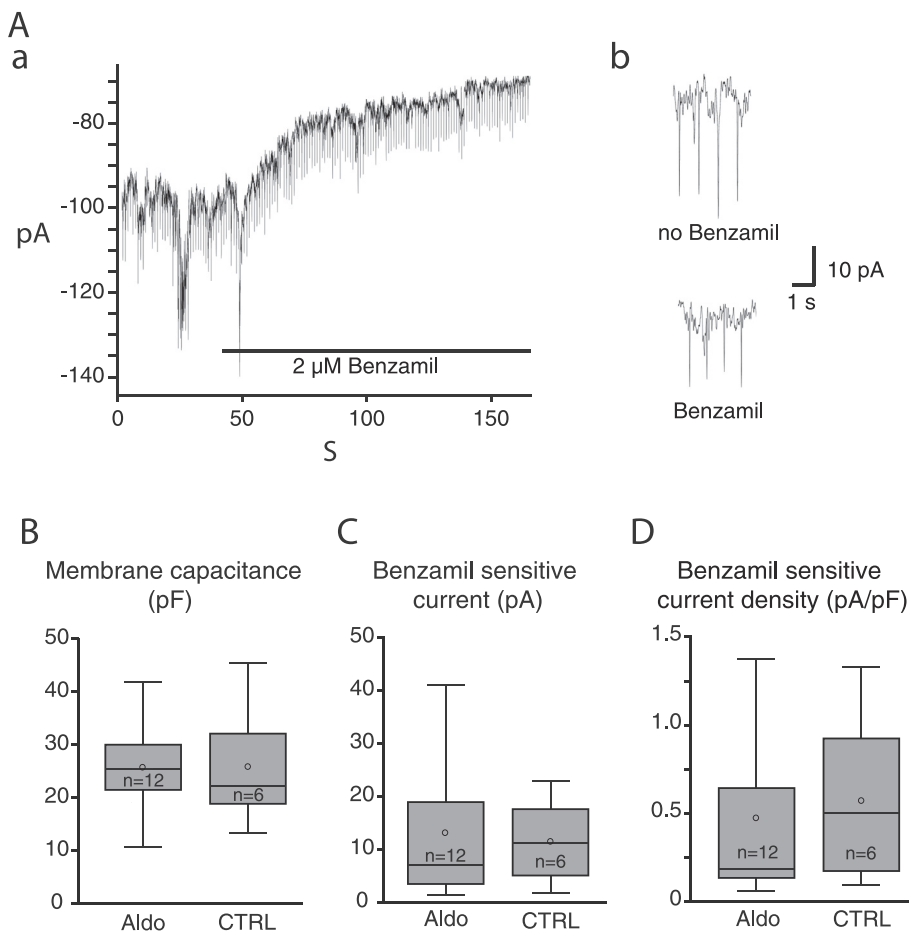 A
a
b
-80
-100
-120
-140
pA
0
50
100
150
S
2 µM Benzamil
no Benzamil
10 pA
1 s
Benzamil
B
Membrane capacitance
(pF)
50
40
30
20
10
0
n=12
n=6
Aldo
CTRL
C
Benzamil sensitive
current (pA)
50
40
30
20
10
0
n=12
n=6
Aldo
CTRL
D
Benzamil sensitive
current density (pA/pF)
1.5
1.0
0.5
0
n=12
n=6
Aldo
CTRL